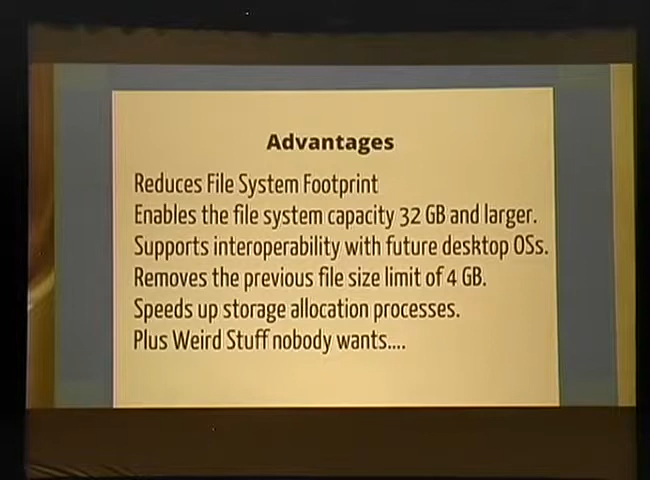 Advantages
Reduces File System Footprint
Enables the file system capacity 32 GB and larger.
Supports interoperability with future desktop OSs.
Removes the previous file size limit of 4 GB.
Speeds up storage allocation processes.
Plus Weird Stuff nobody wants....